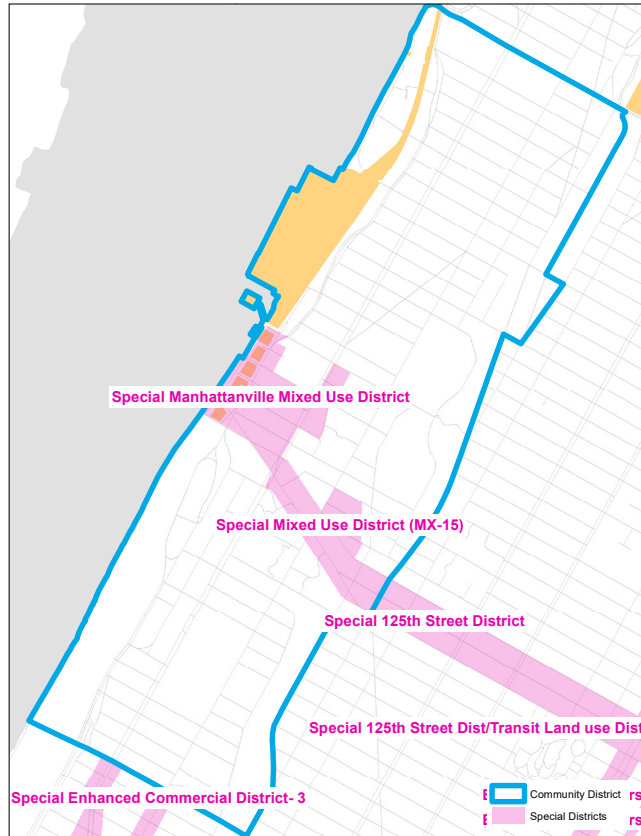 Special Manhattanville Mixed Use District
Special Mixed Use District (MX-15)
Special 125th Street District
Special 125th Street Dist/Transit Land use Dist
Special Enhanced Commercial District- 3
Community District
Special Districts